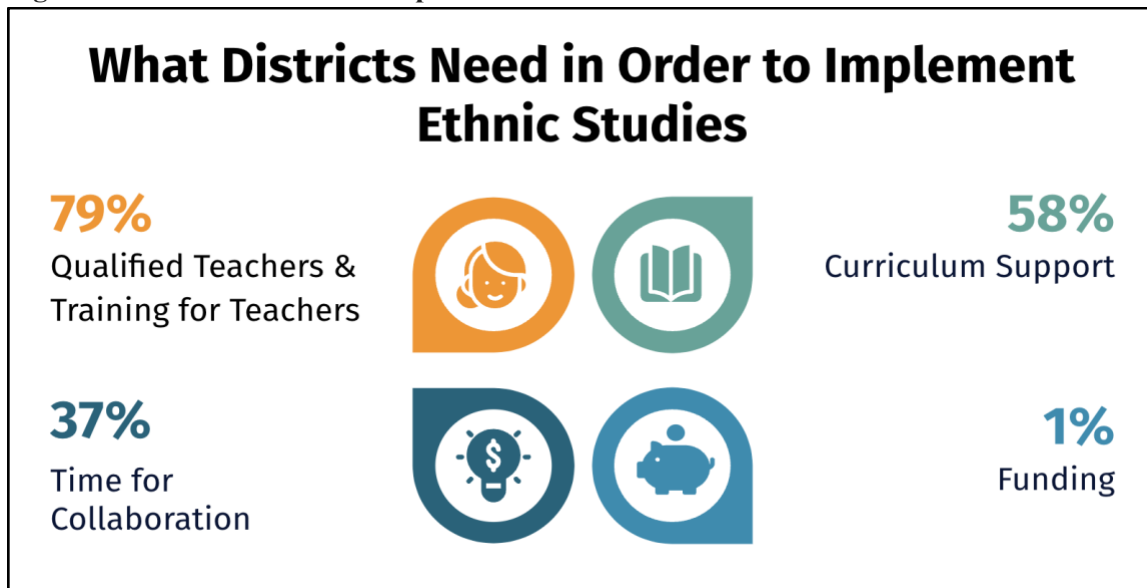 What Districts Need in Order to Implement
Ethnic Studies
79%
Qualified Teachers &
Training for Teachers
58%
Curriculum Support
37%
Time for
Collaboration
$
1%
Funding